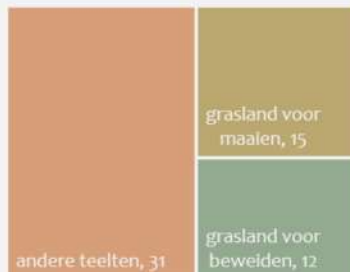 grasland voor
maaien, 15
grasland voor
beweiden, 12
andere teelten, 31